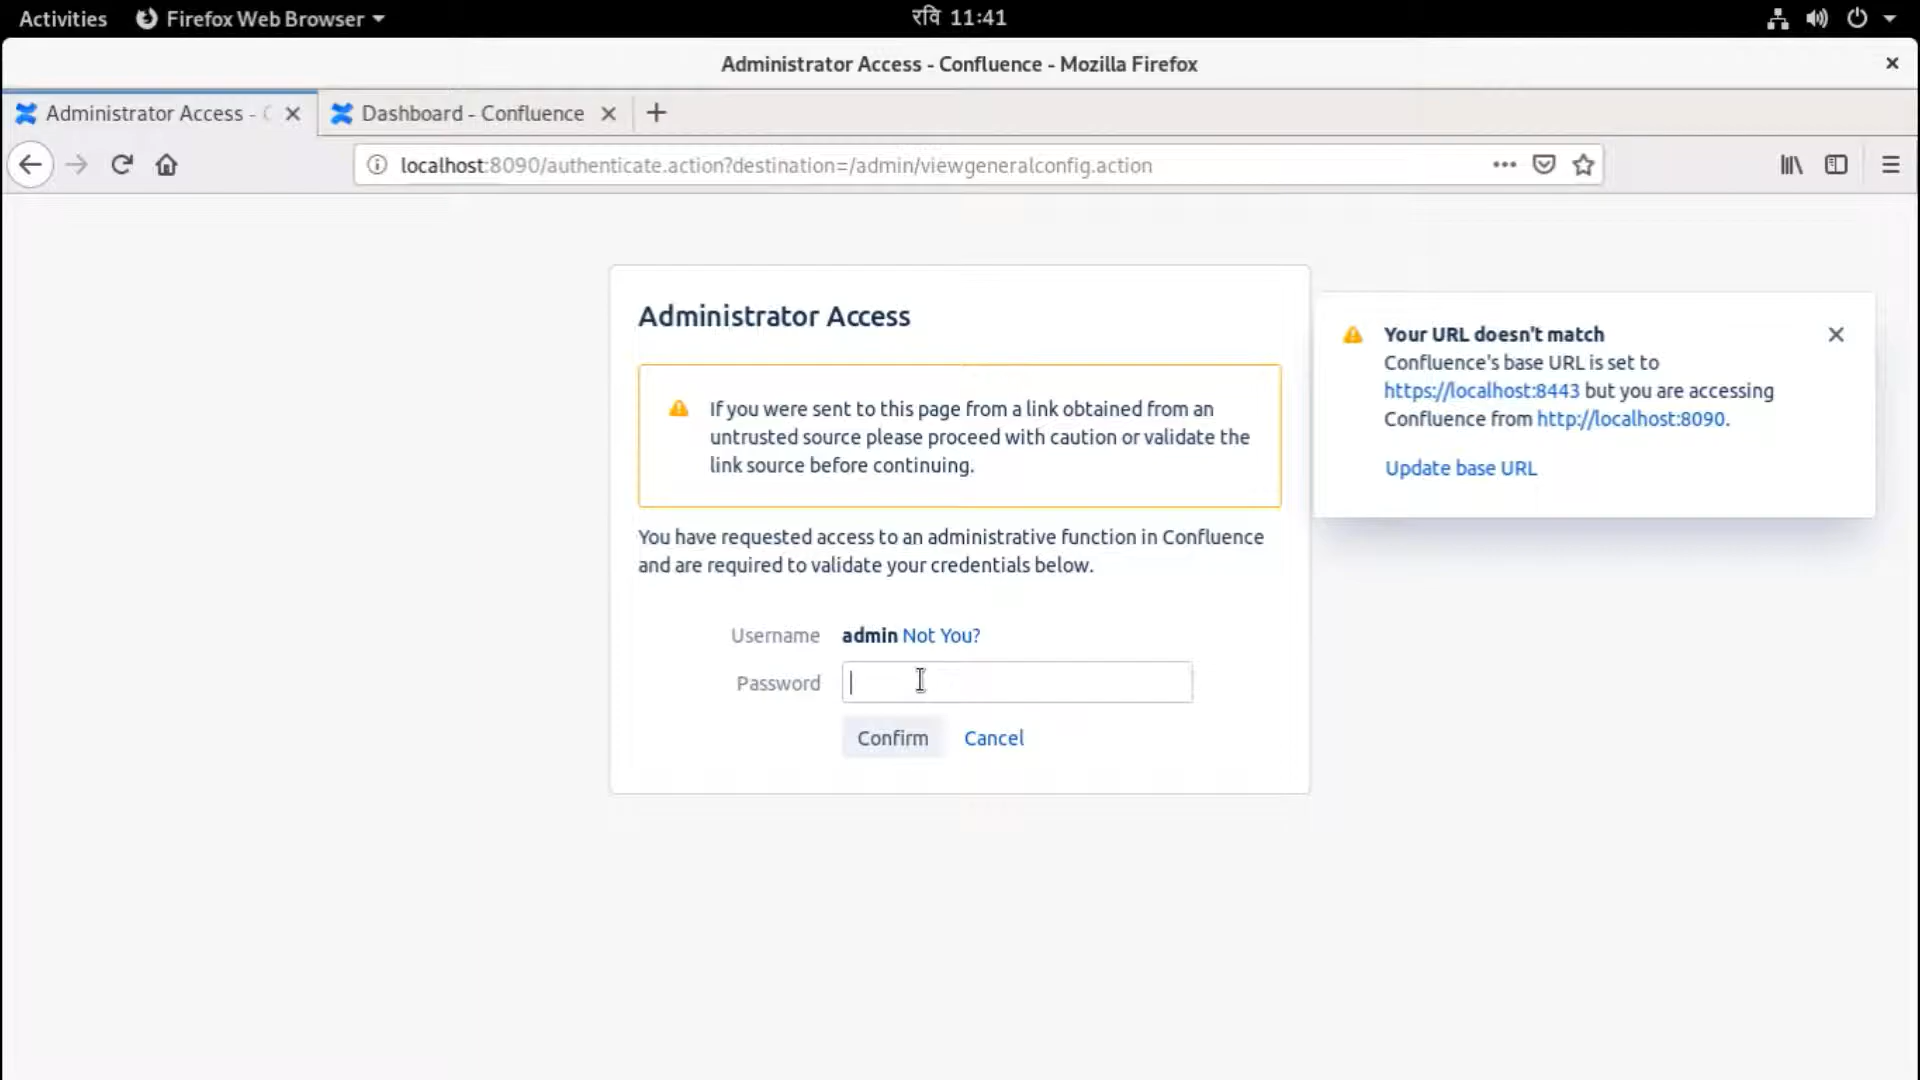 Activities Firefox Web Browser रवि 11:41
Administrator Access - Confluence - Mozilla Firefox
Administrator Access - Dashboard - Confluence
localhost:8090/authenticate.action?destination=/admin/viewgeneralconfig.action
Administrator Access
If you were sent to this page from a link obtained from an
untrusted source please proceed with caution or validate the
link source before continuing.
You have requested access to an administrative function in Confluence
and are required to validate your credentials below.
Username admin Not You?
Password
Confirm Cancel
Your URL doesn't match
Confluence's base URL is set to
https://localhost:8443 but you are accessing
Confluence from http://localhost:8090.
Update base URL